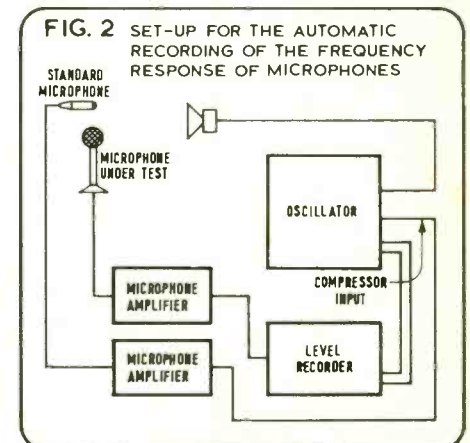 FIG. 2 SET-UP FOR THE AUTOMATIC
RECORDING OF THE FREQUENCY
RESPONSE OF MICROPHONES
STANDARD
MICROPHONE
MICROPHONE
UNDER TEST
OSCILLATOR
COMPRESSOR
INPUT
MICROPHONE
AMPLIFIER
LEVEL
RECORDER
MICROPHONE
AMPLIFIER